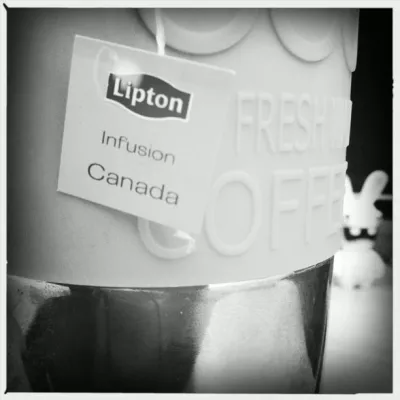 Lipton
Infusion
Canada
FRESH
COFFE